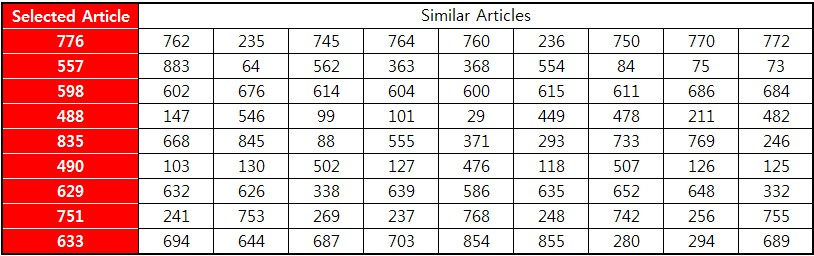 Selected Article Similar Articles
776 762 235 745 764 760 236 750 770 772
557 883 64 562 363 368 554 84 75 73
598 602 676 614 604 600 615 611 686 684
488 147 546 99 101 29 449 478 211 482
835 668 845 88 555 371 293 733 769 246
490 103 130 502 127 476 118 507 126 125
629 632 626 338 639 586 635 652 648 332
751 241 753 269 237 768 248 742 256 755
633 694 644 687 703 854 855 280 294 689